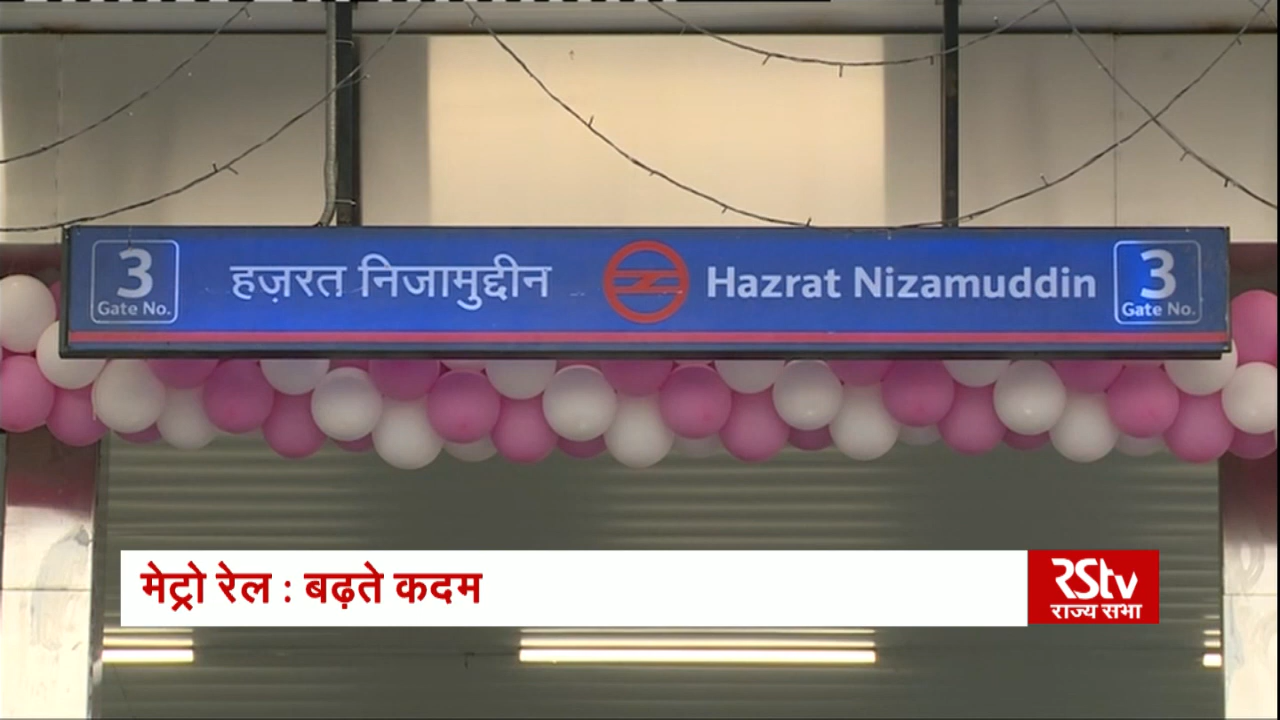 3
Gate No.
हज़रत निजामुद्दीन
Hazrat Nizamuddin
3
Gate No.
मेट्रो रेल : बढ़ते कदम
RStv
राज्य सभा